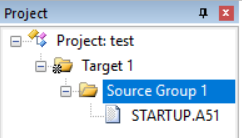 Project
Project: test
Target 1
Source Group 1
STARTUP.A51